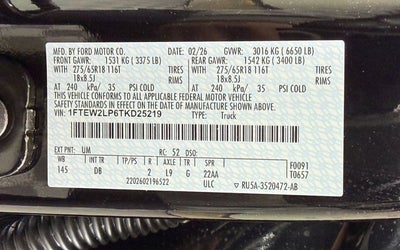 MFD. BY FORD MOTOR CO. 02/26 GVWR: 3016 KG ( 6650 LB)
FRONT GAWR: 1531 KG ( 3375 LB) REAR GAWR: 1542 KG ( 3400 LB)
WITH WITH
275/65R18 116T TIRES 275/65R18 116T TIRES
18x8.5J RIMS 18x8.5J RIMS
AT 240 kPa/ 35 PSI COLD AT 240 kPa/ 35 PSI COLD
THIS VEHICLE CONFORMS TO ALL APPLICABLE FEDERAL MOTOR VEHICLE
SAFETY AND BUMPER STANDARDS IN EFFECT ON THE DATE OF MANUFACTURE
SHOWN ABOVE.
VIN: 1FTEW2LP6TKD25219
TYPE: Truck
EXT PNT: UM RC: 52 DSO: F0091
WB BRK INT TR TP/PS R AXLE TR SPR T0657
145 DB 2 L9 G 22AA
2202602196522 ULC RU5A-3520472-AB